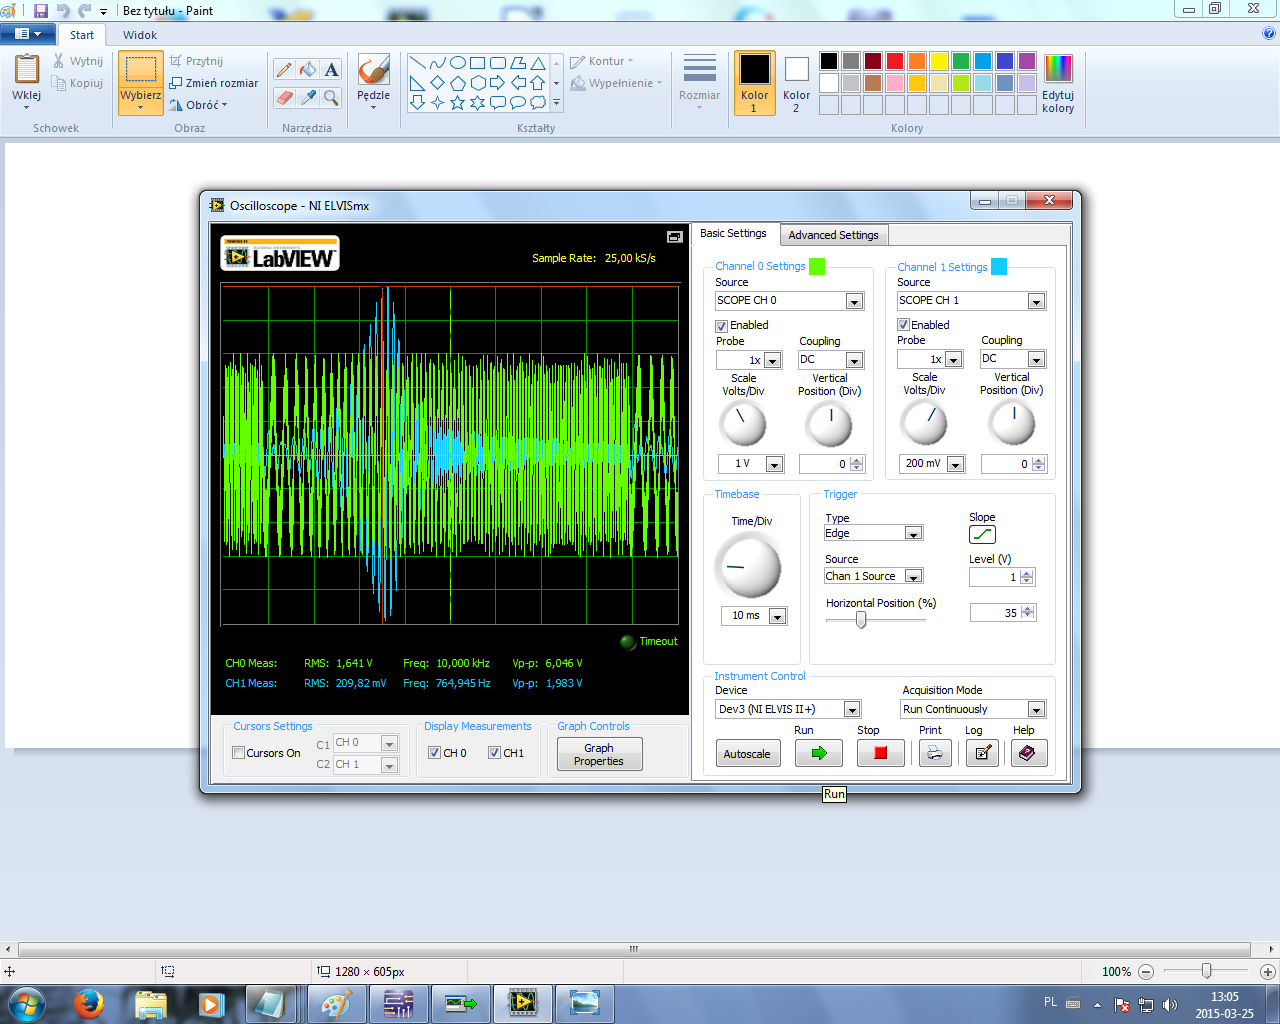 Bez tytułu - Paint
Start
Widok
Wklej
Wytnij
Kopiuj
Schowek
Wybierz
Przytnij
Zmień rozmiar
Obróć
Obraz
A
Narzędzia
Pędzle
Kontur
Wypełnienie
Kształty
Rozmiar
Kolor
1
Kolor
2
Edytuj
kolory
Kolory
Oscilloscope - NI ELVISmx
LabVIEW
Sample Rate: 25,00 kS/s
Timeout
CH0 Meas: RMS: 1,641 V Freq: 10,000 kHz Vp-p: 6,046 V
CH1 Meas: RMS: 209,82 mV Freq: 764,945 Hz Vp-p: 1,983 V
Cursors Settings
Cursors On
C1 CH 0
C2 CH 1
Display Measurements
CH 0 CH1
Graph Controls
Graph
Properties
Basic Settings Advanced Settings
Channel 0 Settings
Source
SCOPE CH 0
Enabled
Probe Coupling
1x DC
Scale Vertical
Volts/Div Position (Div)
1 V 0
Channel 1 Settings
Source
SCOPE CH 1
Enabled
Probe Coupling
1x DC
Scale Vertical
Volts/Div Position (Div)
200 mV 0
Timebase
Time/Div
10 ms
Trigger
Type Slope
Edge
Source Level (V)
Chan 1 Source 1
Horizontal Position (%)
35
Instrument Control
Device Acquisition Mode
Dev3 (NI ELVIS II+) Run Continuously
Run Stop Print Log Help
Autoscale
Run
1280 × 605px
100%
PL
13:05
2015-03-25